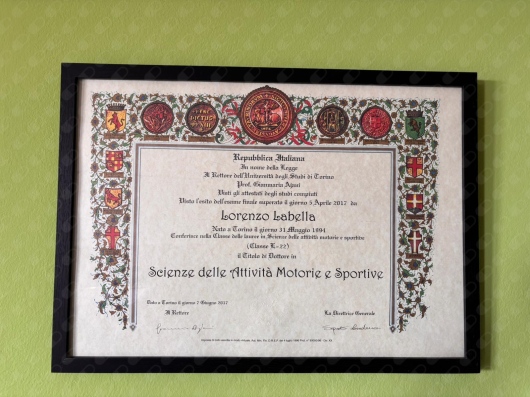 Repubblica Italiana
In nome della Legge
Il Rettore dell'Università degli Studi di Torino
Prof. Gianmaria Ajani
Visti gli attestati degli studi compiuti
Visto l'esito dell'esame finale superato il giorno 5 Aprile 2017 da
Lorenzo Labella
Nato a Torino il giorno 31 Maggio 1994
Conferisce nella Classe delle lauree in Scienze delle attività motorie e sportive
(Classe L-22)
il Titolo di Dottore in
Scienze delle Attività Motorie e Sportive
Dato a Torino il giorno 7 Giugno 2017
Il Rettore
La Direttrice Generale